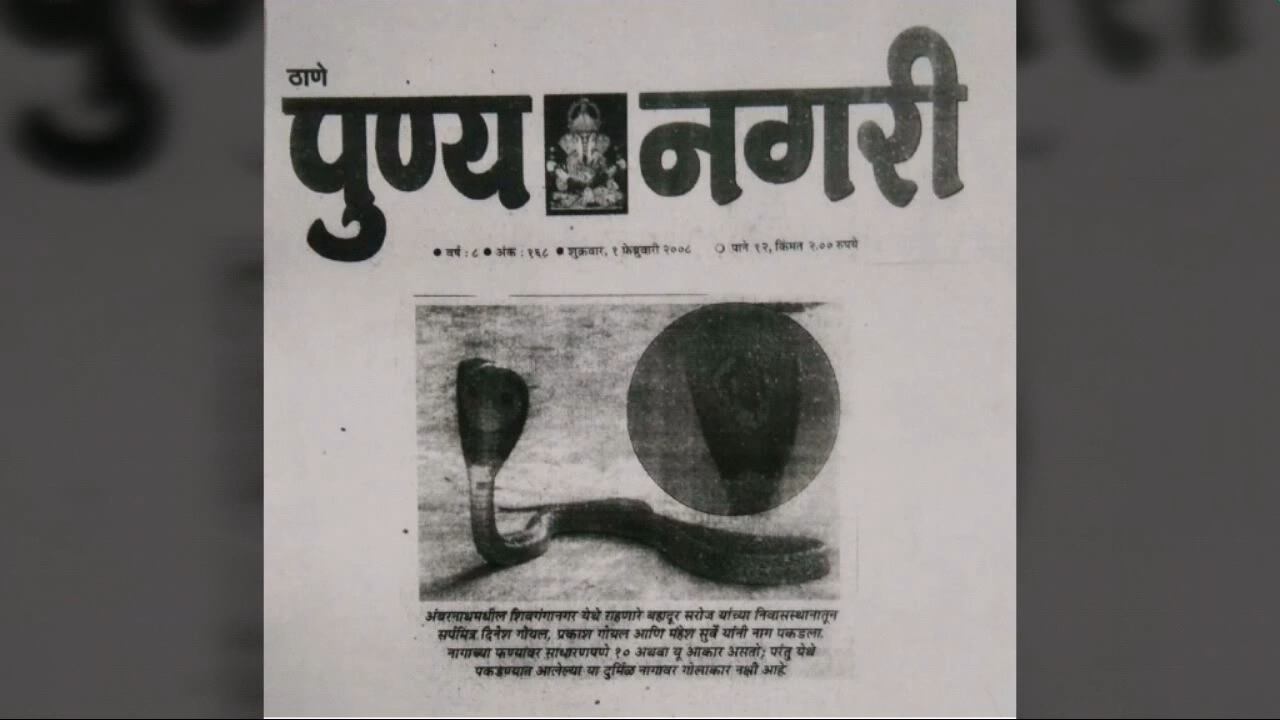 ठाणे
पुण्य नगरी
● वर्ष : ८ ● अंक : १६८ ● शुक्रवार, १ फेब्रुवारी २००८ ○ पाने १२, किंमत २.०० रुपये
अंबरनाथमधील शिवगंगानगर येथे राहणारे बहादूर सरोज यांच्या निवासस्थानातून
सर्पमित्र दिनेश गोयल, प्रकाश गोयल आणि महेश सुर्वे यांनी नाग पकडला.
नागाच्या फण्यांवर साधारणपणे १० अथवा यू आकार असतो; परंतु येथे
पकडण्यात आलेल्या या दुर्मिळ नागावर गोलाकार नक्षी आहे